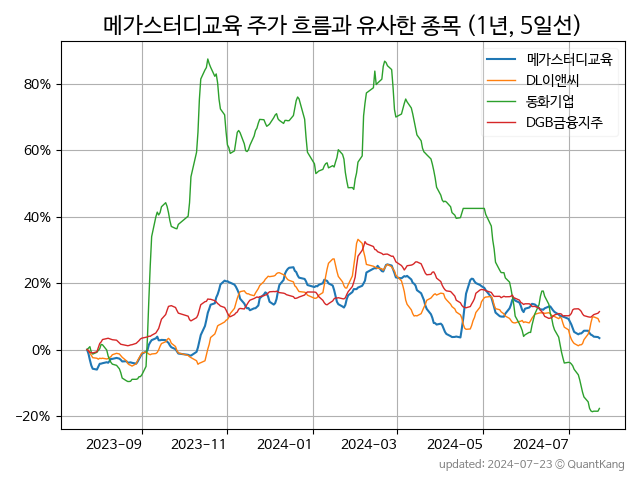 메가스터디교육 주가 흐름과 유사한 종목 (1년, 5일선)
메가스터디교육
DL이앤씨
동화기업
DGB금융지주
80%
60%
40%
20%
0%
−20%
2023-09 2023-11 2024-01 2024-03 2024-05 2024-07
updated: 2024-07-23 © QuantKang